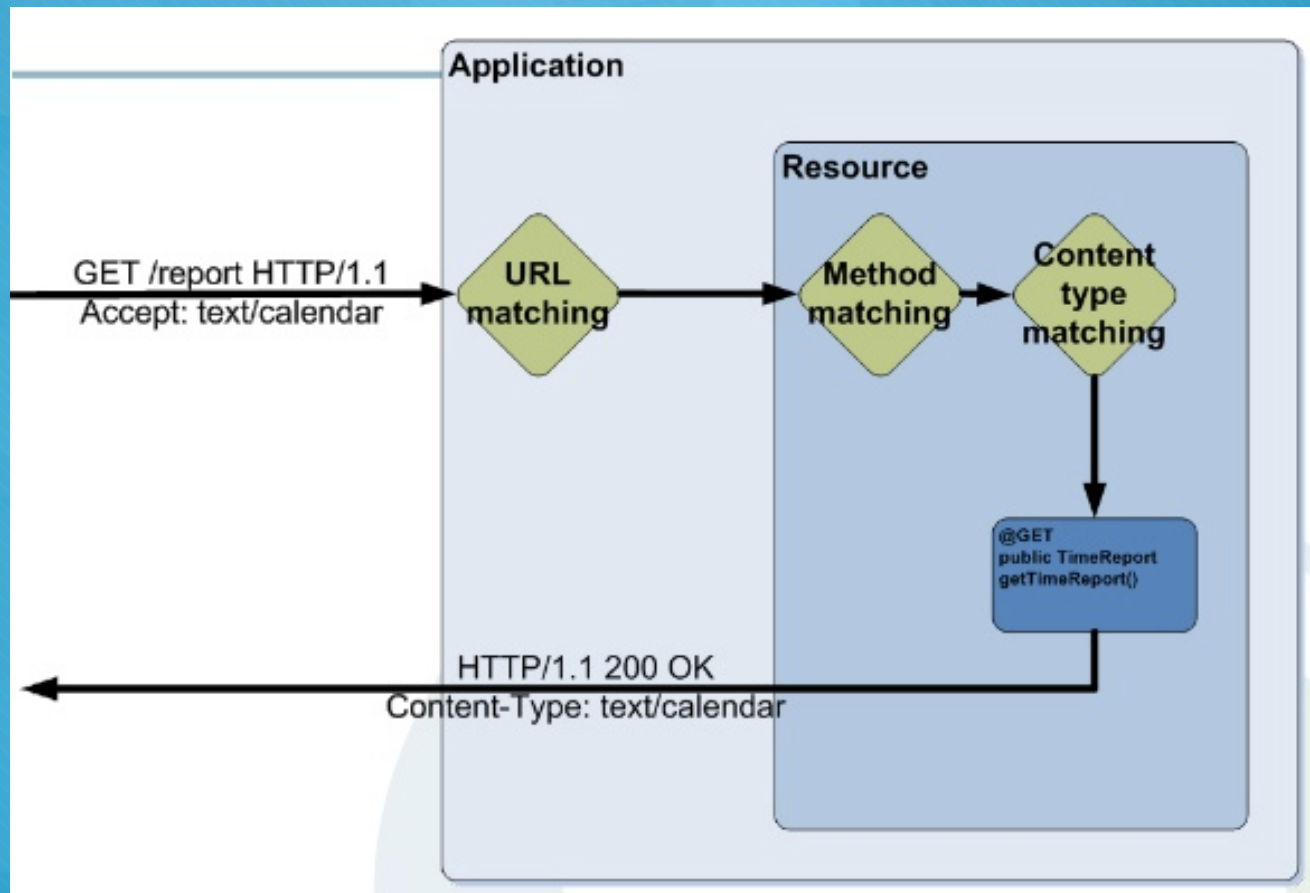 Application
Resource
GET /report HTTP/1.1
Accept: text/calendar
URL
matching
Method
matching
Content
type
matching
@GET
public TimeReport
getTimeReport()
HTTP/1.1 200 OK
Content-Type: text/calendar